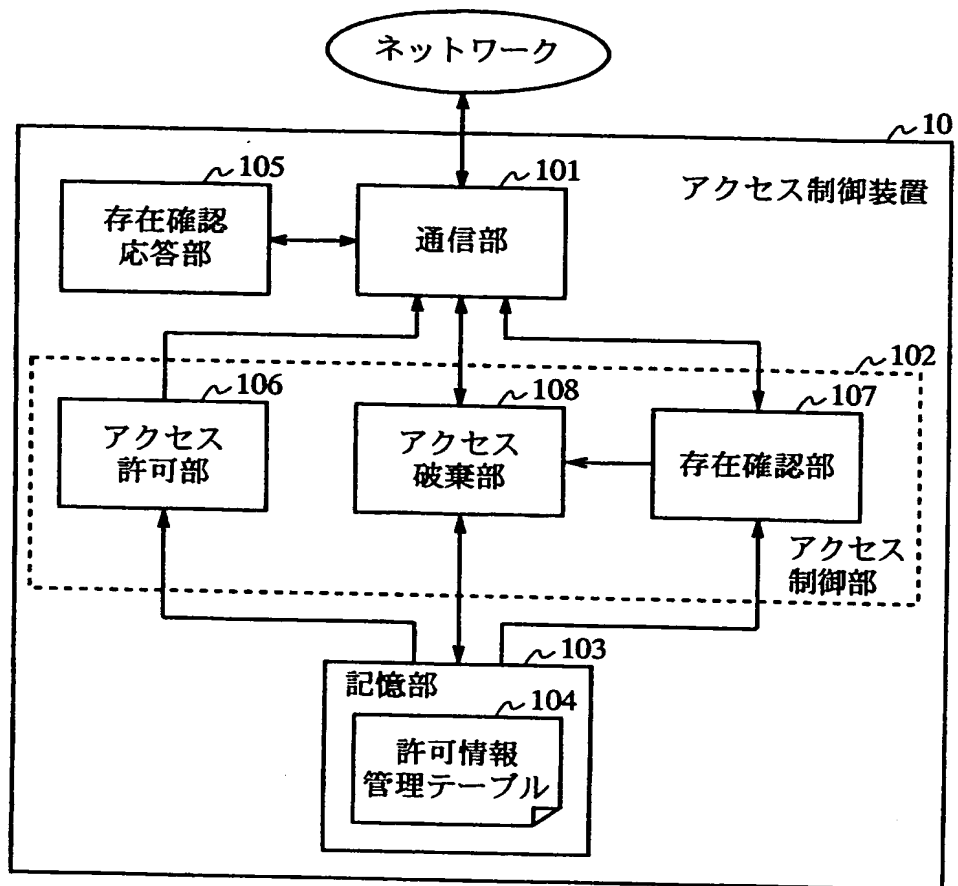 ネットワーク
10
アクセス制御装置
105
存在確認
応答部
101
通信部
102
106
アクセス
許可部
108
アクセス
破棄部
107
存在確認部
アクセス
制御部
103
記憶部
104
許可情報
管理テーブル